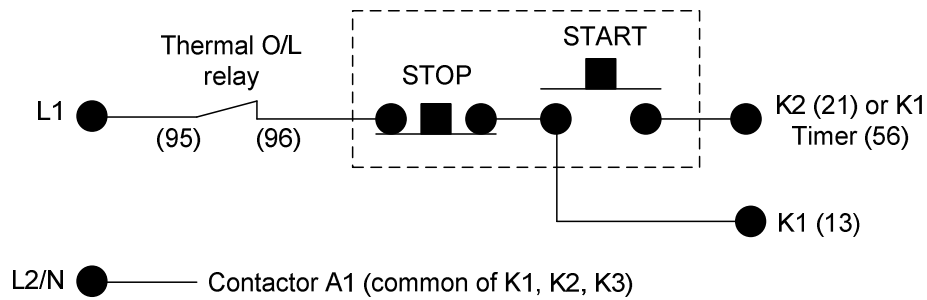 START
Thermal O/L
relay
STOP
L1
(95)
(96)
K2 (21) or K1
Timer (56)
K1 (13)
L2/N
Contactor A1 (common of K1, K2, K3)